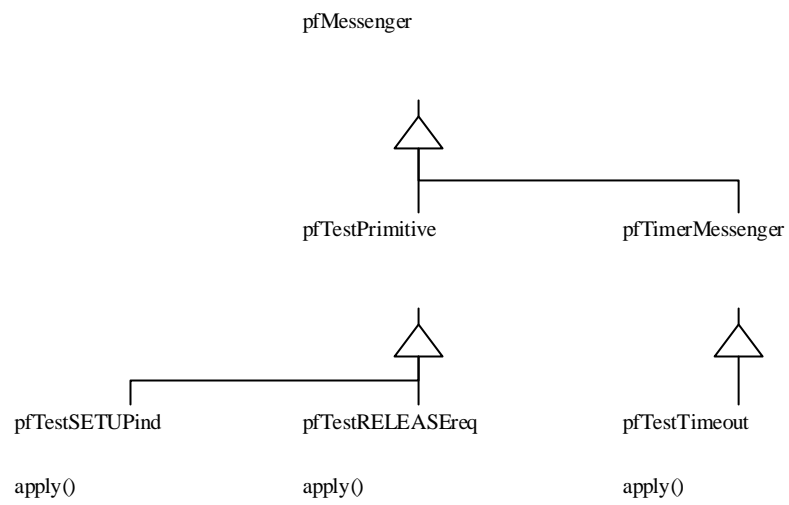 pfMessenger
pfTestPrimitive
pfTimerMessenger
pfTestSETUPind
pfTestRELEASEreq
pfTestTimeout
apply()
apply()
apply()